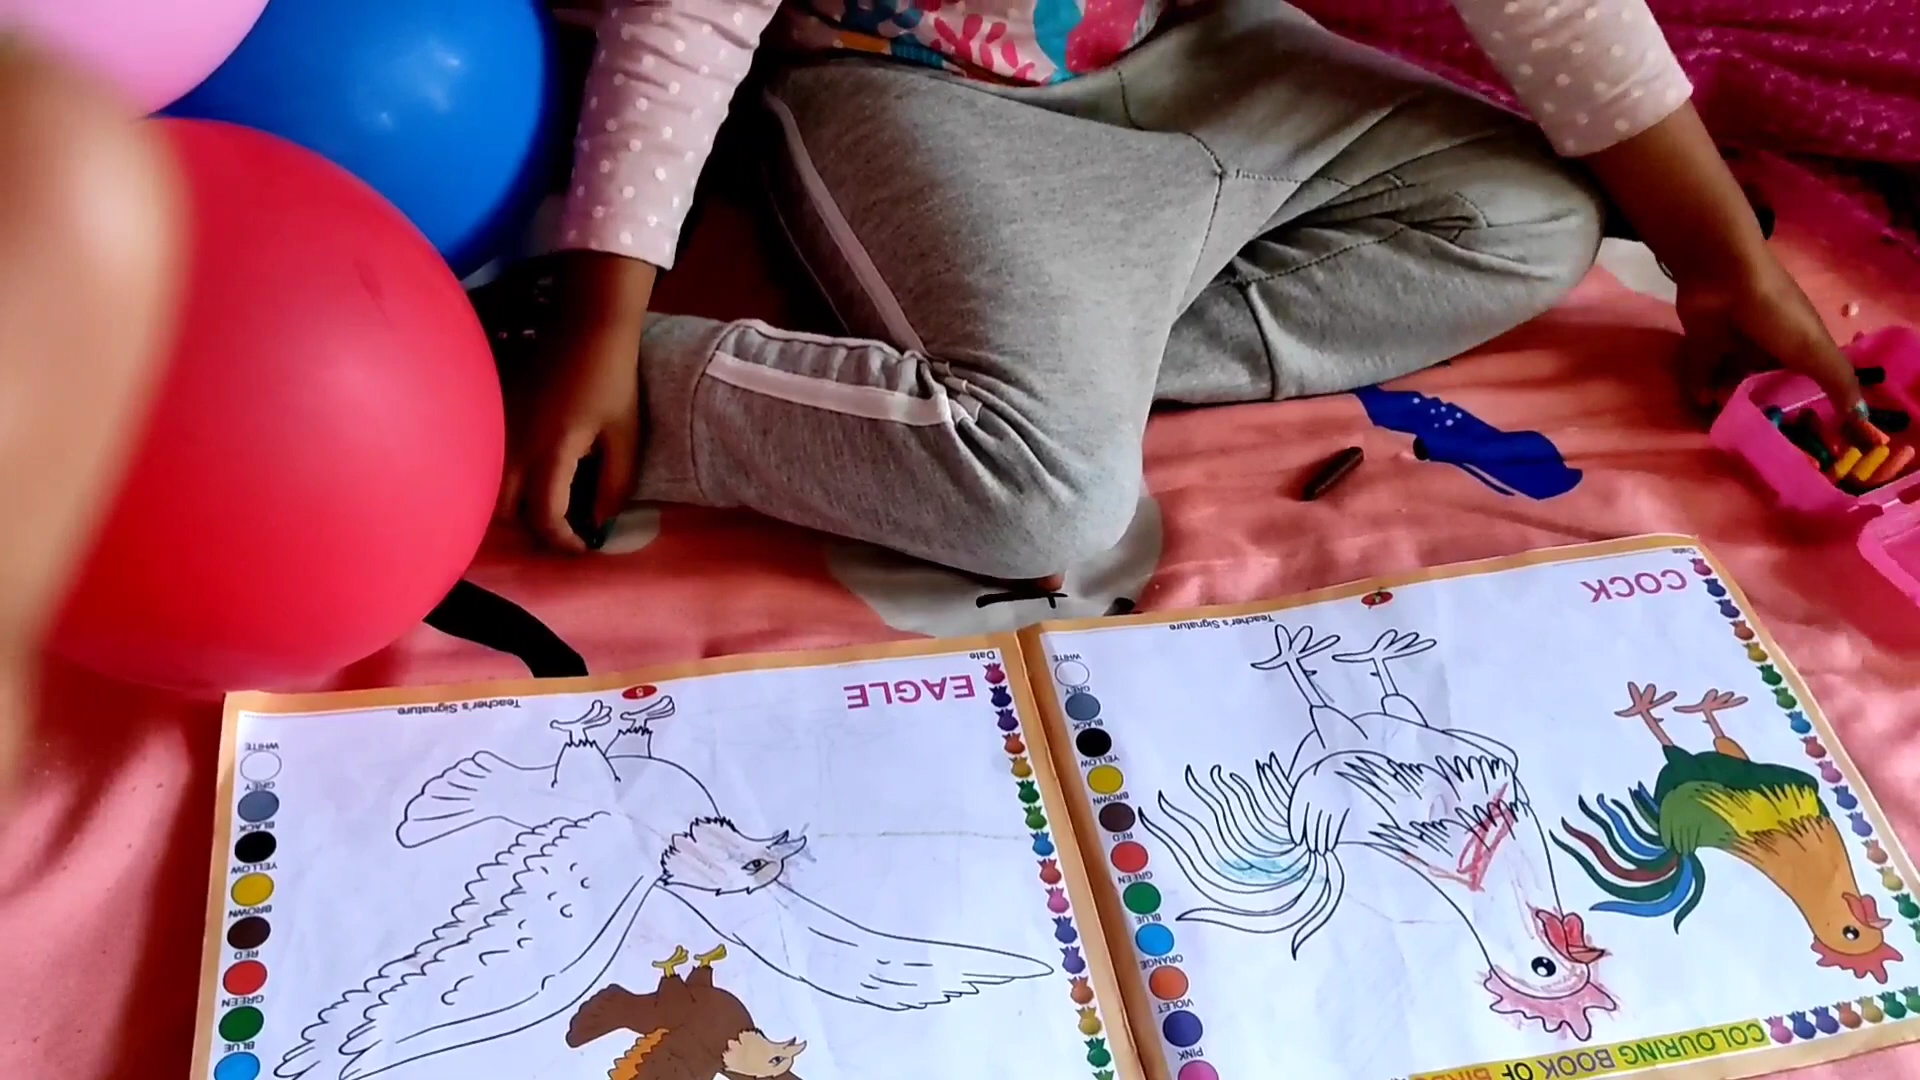 COLOURING BOOK OF
PINK
VIOLET
ORANGE
BLUE
GREEN
RED
BROWN
YELLOW
BLACK
GREY
WHITE
COCK
Date
Teacher's Signature
BLUE
GREEN
RED
BROWN
YELLOW
BLACK
GREY
WHITE
EAGLE
Date
5
Teacher's Signature